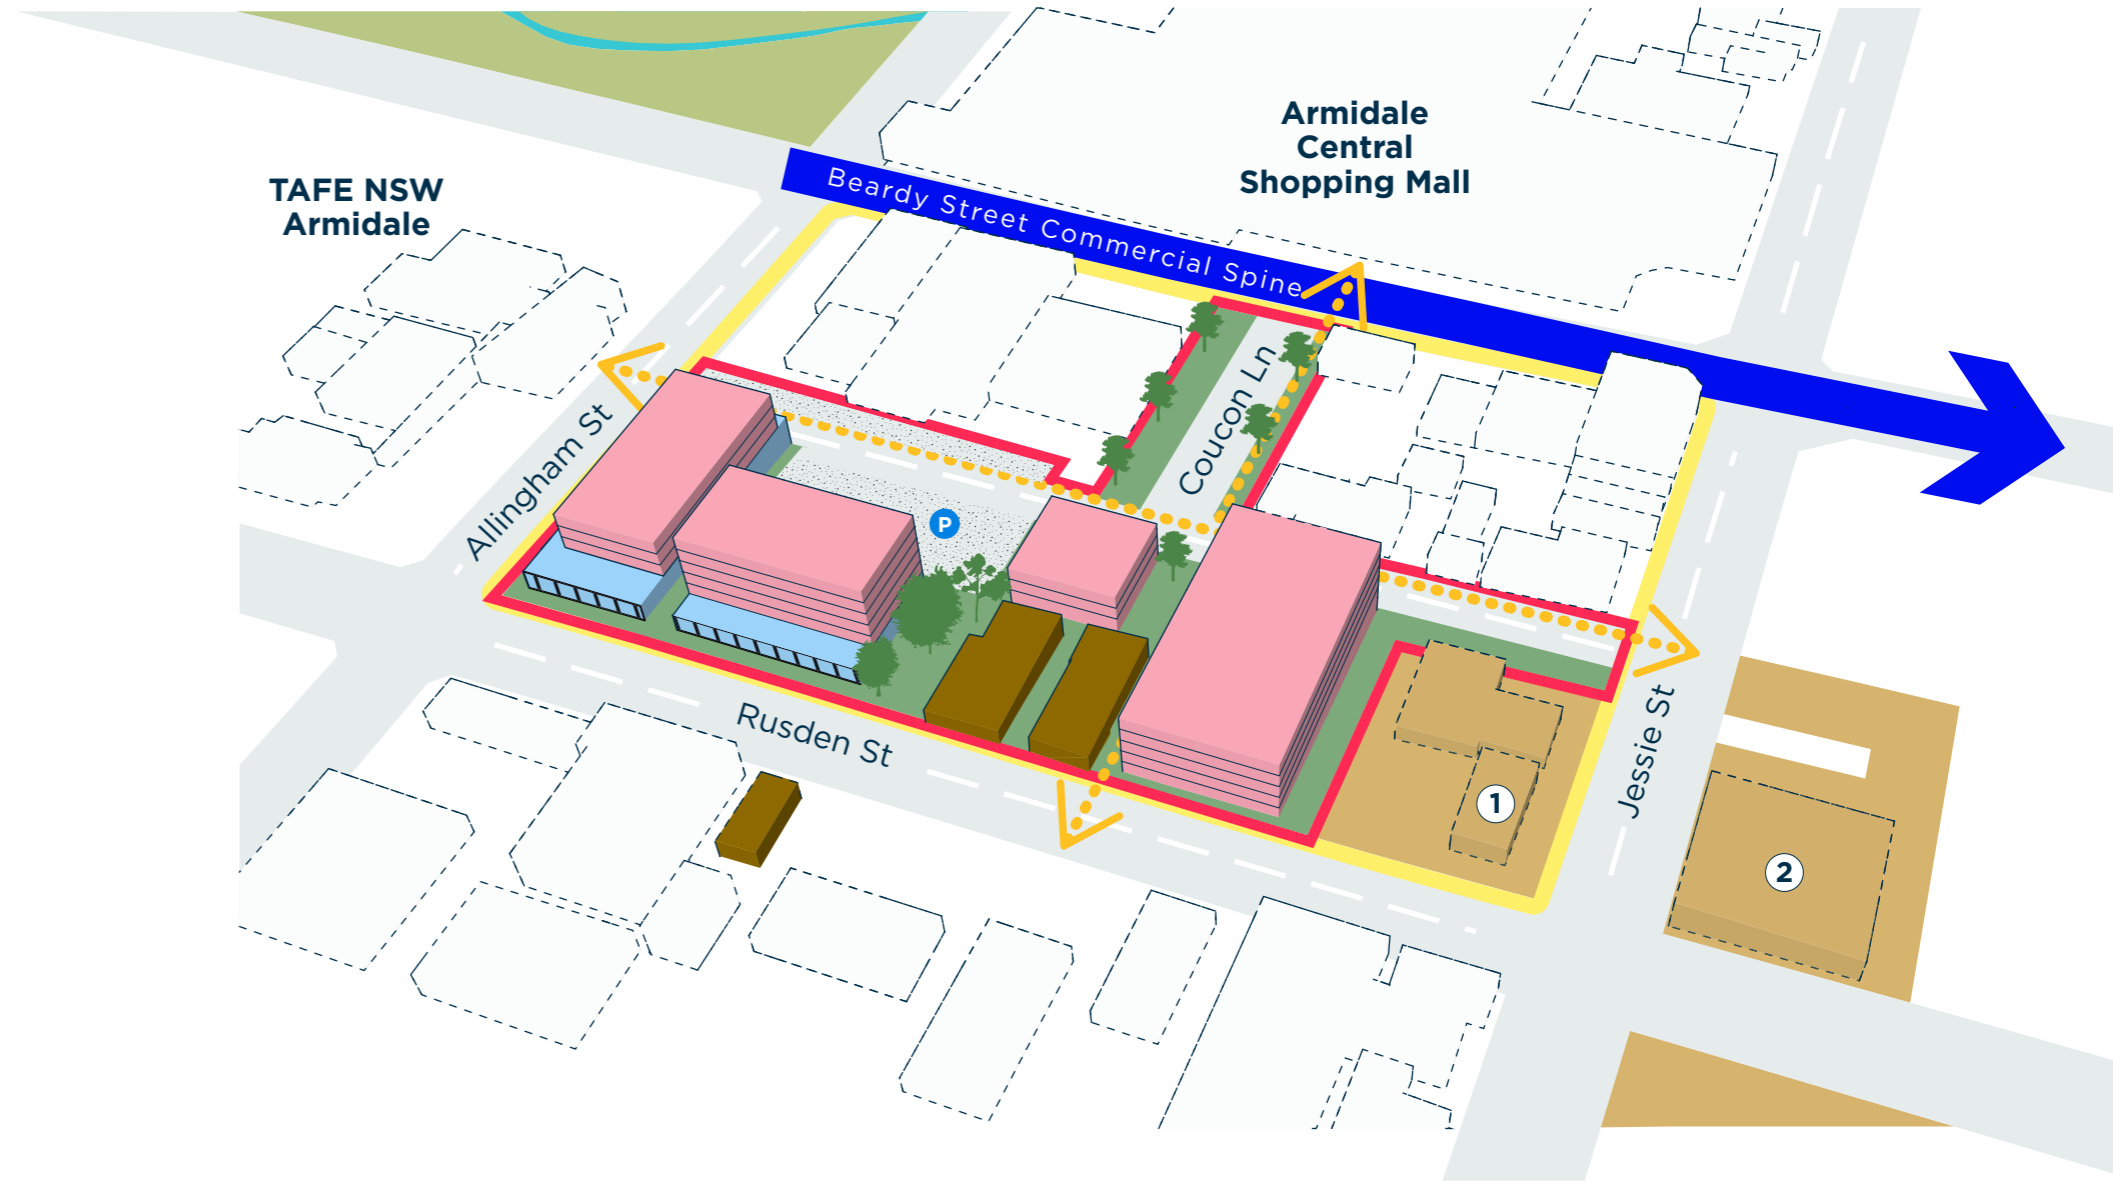 Armidale
Central
Shopping Mall
TAFE NSW
Armidale
Beardy Street Commercial Spine
Coucon Ln
Allingham St
P
Rusden St
Jessie St
1
2